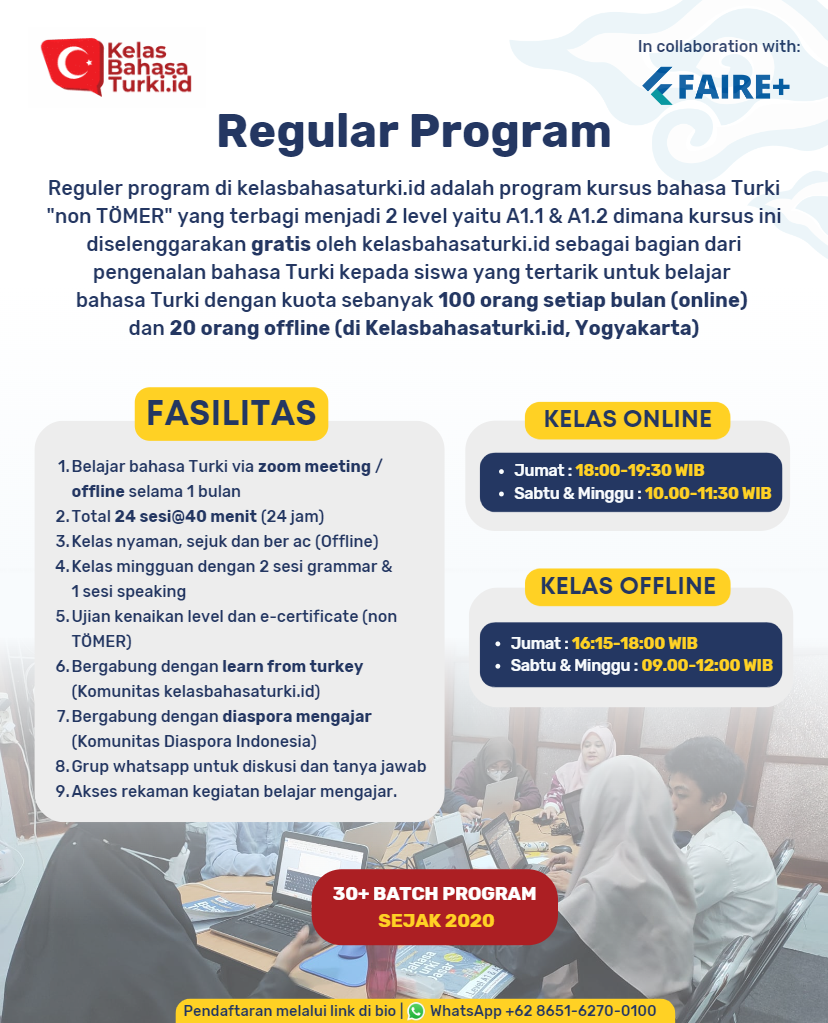 Kelas
Bahasa
Turki.id
In collaboration with:
FAIRE+
Regular Program
Reguler program di kelasbahasaturki.id adalah program kursus bahasa Turki
"non TÖMER" yang terbagi menjadi 2 level yaitu A1.1 & A1.2 dimana kursus ini
diselenggarakan gratis oleh kelasbahasaturki.id sebagai bagian dari
pengenalan bahasa Turki kepada siswa yang tertarik untuk belajar
bahasa Turki dengan kuota sebanyak 100 orang setiap bulan (online)
dan 20 orang offline (di Kelasbahasaturki.id, Yogyakarta)
FASILITAS
1. Belajar bahasa Turki via zoom meeting /
offline selama 1 bulan
2. Total 24 sesi@40 menit (24 jam)
3. Kelas nyaman, sejuk dan ber ac (Offline)
4. Kelas mingguan dengan 2 sesi grammar &
1 sesi speaking
5. Ujian kenaikan level dan e-certificate (non
TÖMER)
6. Bergabung dengan learn from turkey
(Komunitas kelasbahasaturki.id)
7. Bergabung dengan diaspora mengajar
(Komunitas Diaspora Indonesia)
8. Grup whatsapp untuk diskusi dan tanya jawab
9. Akses rekaman kegiatan belajar mengajar.
KELAS ONLINE
• Jumat : 18:00-19:30 WIB
• Sabtu & Minggu : 10.00-11:30 WIB
KELAS OFFLINE
• Jumat : 16:15-18:00 WIB
• Sabtu & Minggu : 09.00-12:00 WIB
30+ BATCH PROGRAM
SEJAK 2020
Pendaftaran melalui link di bio | WhatsApp +62 8651-6270-0100